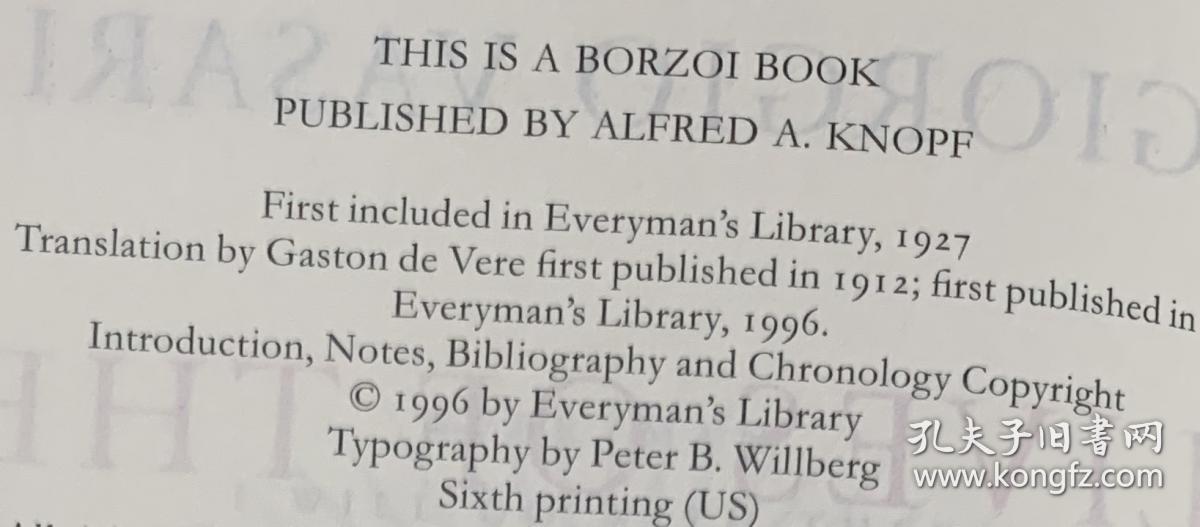 THIS IS A BORZOI BOOK
PUBLISHED BY ALFRED A. KNOPF
First included in Everyman's Library, 1927
Translation by Gaston de Vere first published in 1912; first published in
Everyman's Library, 1996.
Introduction, Notes, Bibliography and Chronology Copyright
© 1996 by Everyman's Library
Typography by Peter B. Willberg
Sixth printing (US)
孔夫子旧书网
www.kongfz.com